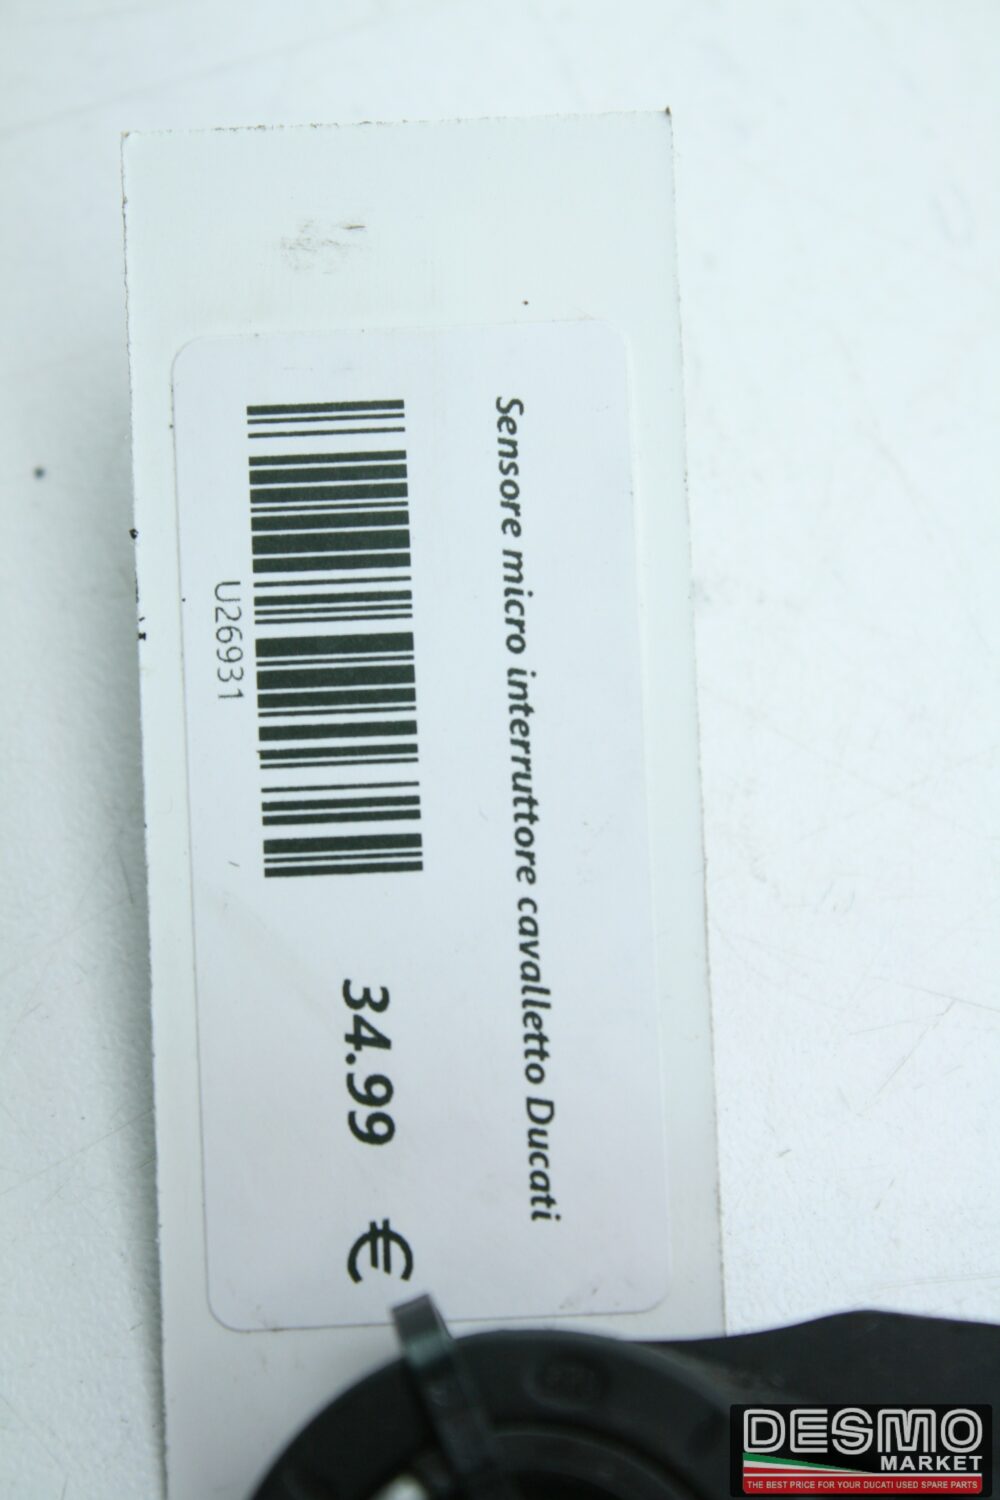 Sensore micro interruttore cavalletto Ducati
U26931
34.99 €
DESMO
MARKET
THE BEST PRICE FOR YOUR DUCATI USED SPARE PARTS